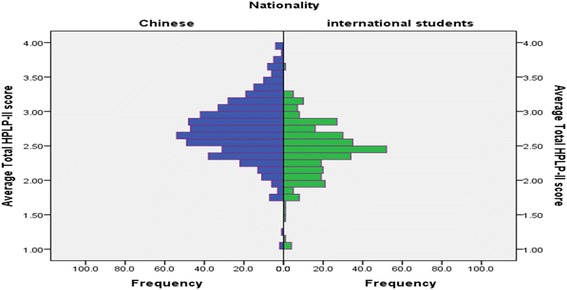 Nationality
Chinese international students
4.00 4.00
3.50 3.50
3.00 3.00
2.50 2.50
2.00 2.00
1.50 1.50
1.00 1.00
Average Total HPLP-II score
Average Total HPLP-II score
100.0 80.0 60.0 40.0 20.0 0.0 20.0 40.0 60.0 80.0 100.0
Frequency Frequency